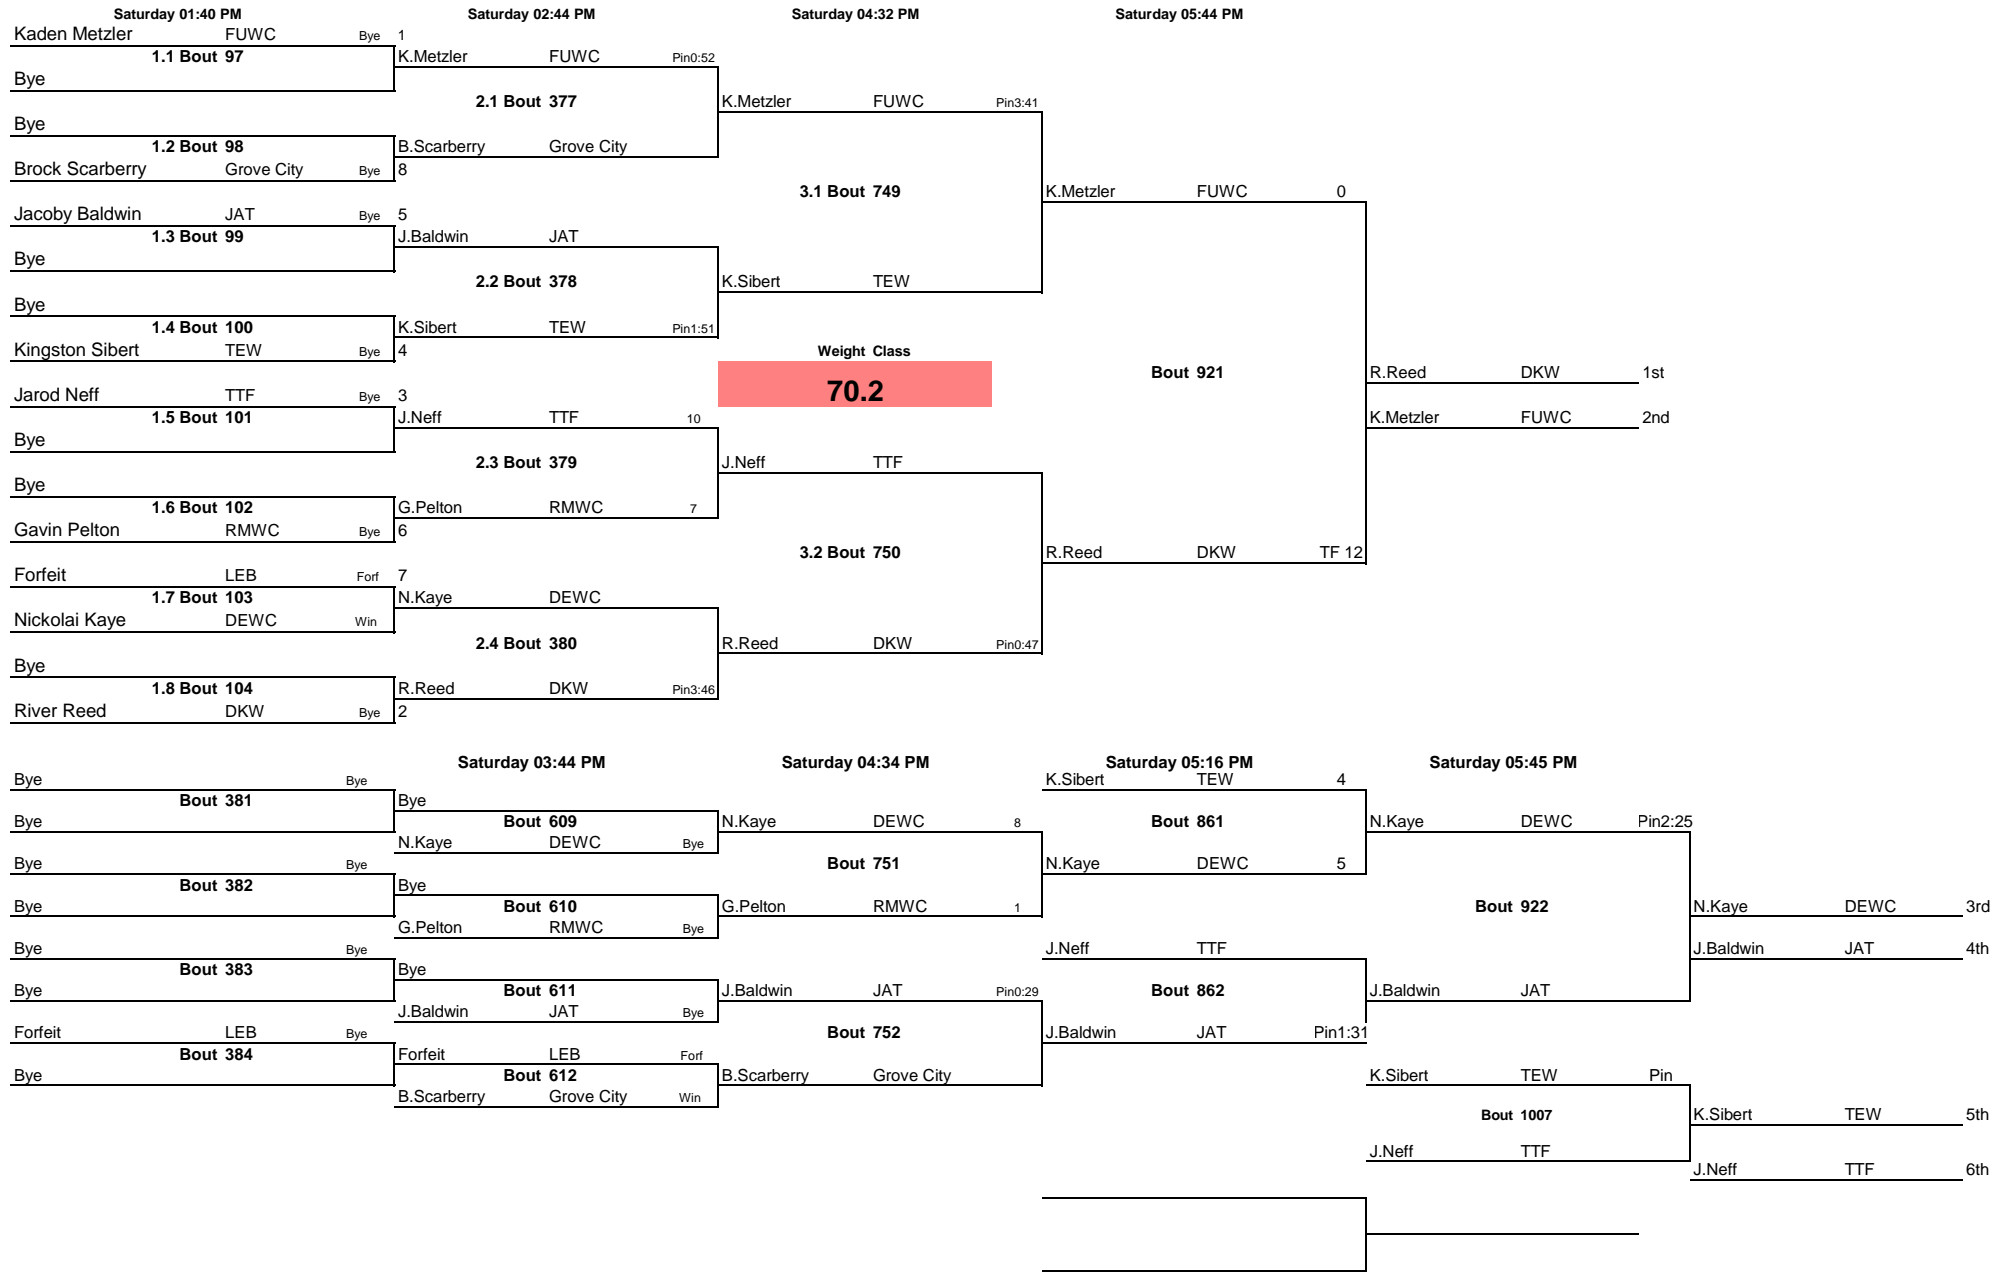 Saturday 01:40 PM Saturday 02:44 PM Saturday 04:32 PM Saturday 05:44 PM
Kaden Metzler FUWC Bye 1
1.1 Bout 97 K.Metzler FUWC Pin0:52
Bye
2.1 Bout 377 K.Metzler FUWC Pin3:41
Bye
1.2 Bout 98 B.Scarberry Grove City
Brock Scarberry Grove City Bye 8
3.1 Bout 749 K.Metzler FUWC 0
Jacoby Baldwin JAT Bye 5
1.3 Bout 99 J.Baldwin JAT
Bye
2.2 Bout 378 K.Sibert TEW
Bye
1.4 Bout 100 K.Sibert TEW Pin1:51
Kingston Sibert TEW Bye 4 Weight Class
Bout 921 R.Reed DKW 1st
70.2
Jarod Neff TTF Bye 3
1.5 Bout 101 J.Neff TTF 10 K.Metzler FUWC 2nd
Bye
2.3 Bout 379 J.Neff TTF
Bye
1.6 Bout 102 G.Pelton RMWC 7
Gavin Pelton RMWC Bye 6
3.2 Bout 750 R.Reed DKW TF 12
Forfeit LEB Forf 7
1.7 Bout 103 N.Kaye DEWC
Nickolai Kaye DEWC Win
2.4 Bout 380 R.Reed DKW Pin0:47
Bye
1.8 Bout 104 R.Reed DKW Pin3:46
River Reed DKW Bye 2
Saturday 03:44 PM Saturday 04:34 PM Saturday 05:16 PM Saturday 05:45 PM
Bye Bye K.Sibert TEW 4
Bout 381 Bye
Bye Bout 609 N.Kaye DEWC 8 Bout 861 N.Kaye DEWC Pin2:25
N.Kaye DEWC Bye
Bye Bye Bout 751 N.Kaye DEWC 5
Bout 382 Bye
Bye Bout 610 G.Pelton RMWC 1 Bout 922 N.Kaye DEWC 3rd
G.Pelton RMWC Bye
Bye Bye J.Neff TTF J.Baldwin JAT 4th
Bout 383 Bye
Bye Bout 611 J.Baldwin JAT Pin0:29 Bout 862 J.Baldwin JAT
J.Baldwin JAT Bye
Forfeit LEB Bye Bout 752 J.Baldwin JAT Pin1:31
Bout 384 Forfeit LEB Forf
Bye Bout 612 B.Scarberry Grove City K.Sibert TEW Pin
B.Scarberry Grove City Win
Bout 1007 K.Sibert TEW 5th
J.Neff TTF
J.Neff TTF 6th